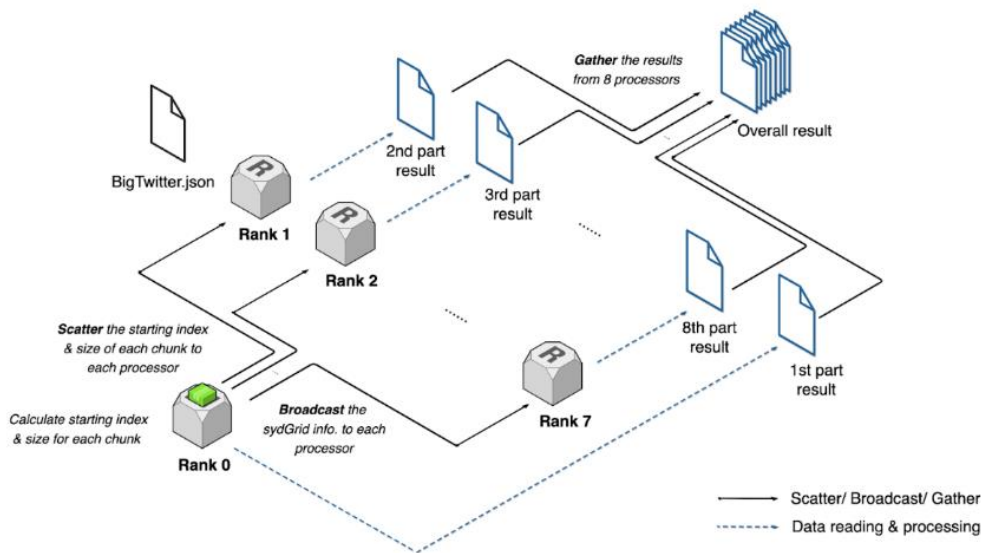 Gather the results
from 8 processors
Overall result
BigTwitter.json
2nd part
result
3rd part
result
R
Rank 1
R
Rank 2
......
......
8th part
result
1st part
result
Scatter the starting index
& size of each chunk to
each processor
R
Rank 7
Calculate starting index
& size for each chunk
Rank 0
Broadcast the
sydGrid info. to each
processor
Scatter/ Broadcast/ Gather
Data reading & processing